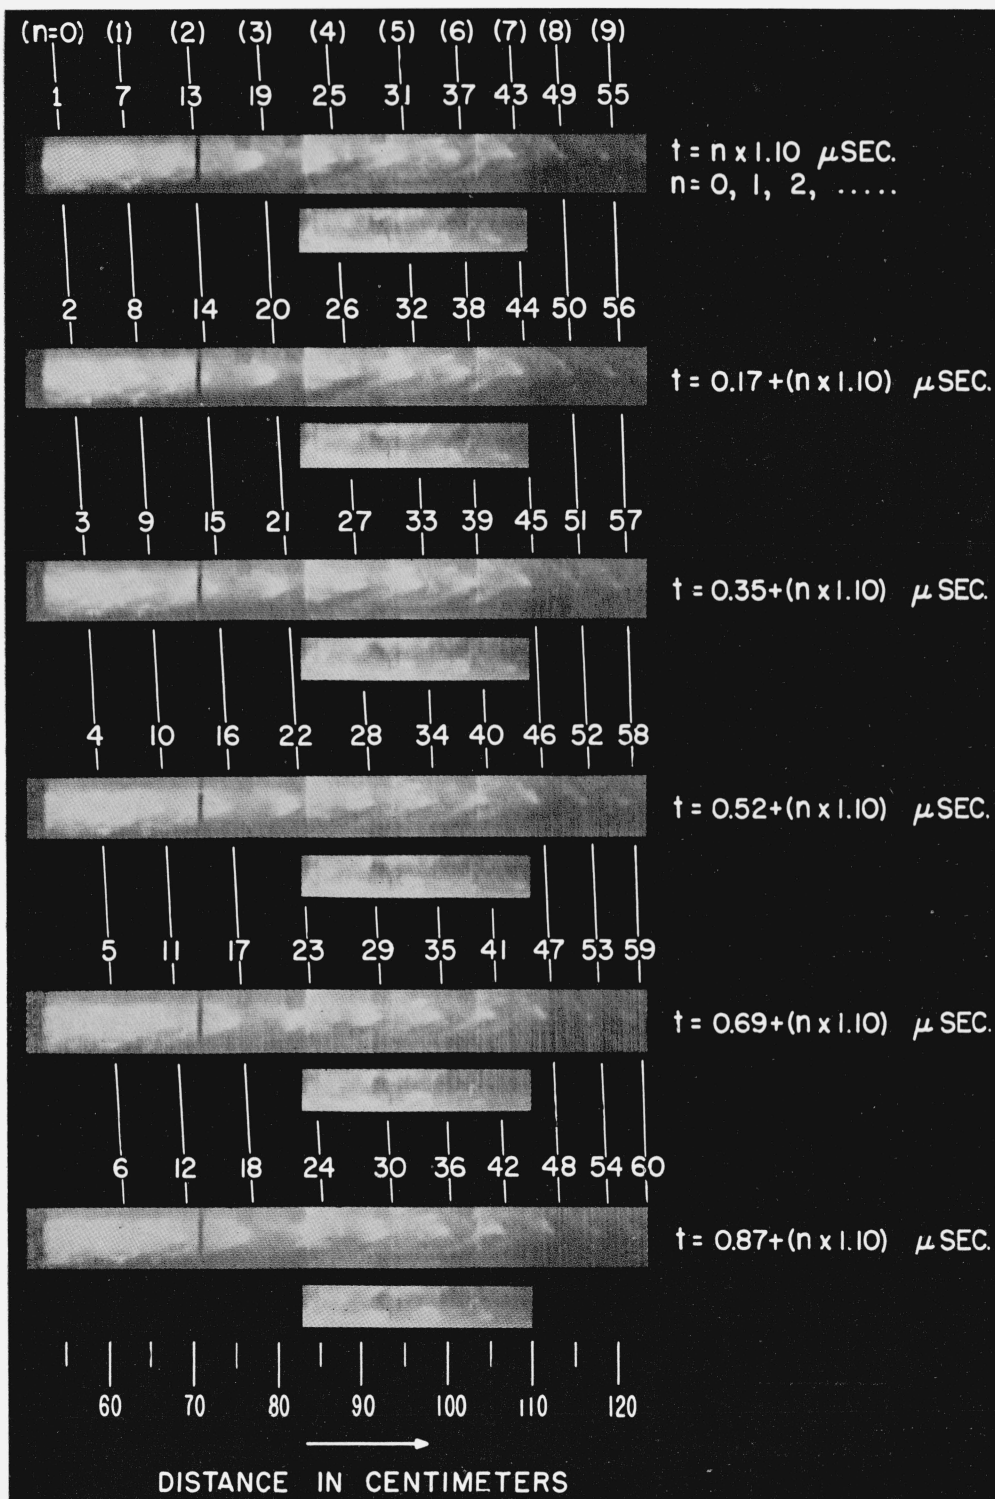 (n=0) (1) (2) (3) (4) (5) (6) (7) (8) (9)
1 7 13 19 25 31 37 43 49 55
t = n x 1.10 μSEC.
n = 0, 1, 2, .....
2 8 14 20 26 32 38 44 50 56
t = 0.17 + (n x 1.10) μSEC.
3 9 15 21 27 33 39 45 51 57
t = 0.35 + (n x 1.10) μSEC.
4 10 16 22 28 34 40 46 52 58
t = 0.52 + (n x 1.10) μSEC.
5 11 17 23 29 35 41 47 53 59
t = 0.69 + (n x 1.10) μSEC.
6 12 18 24 30 36 42 48 54 60
t = 0.87 + (n x 1.10) μSEC.
60 70 80 90 100 110 120
DISTANCE IN CENTIMETERS